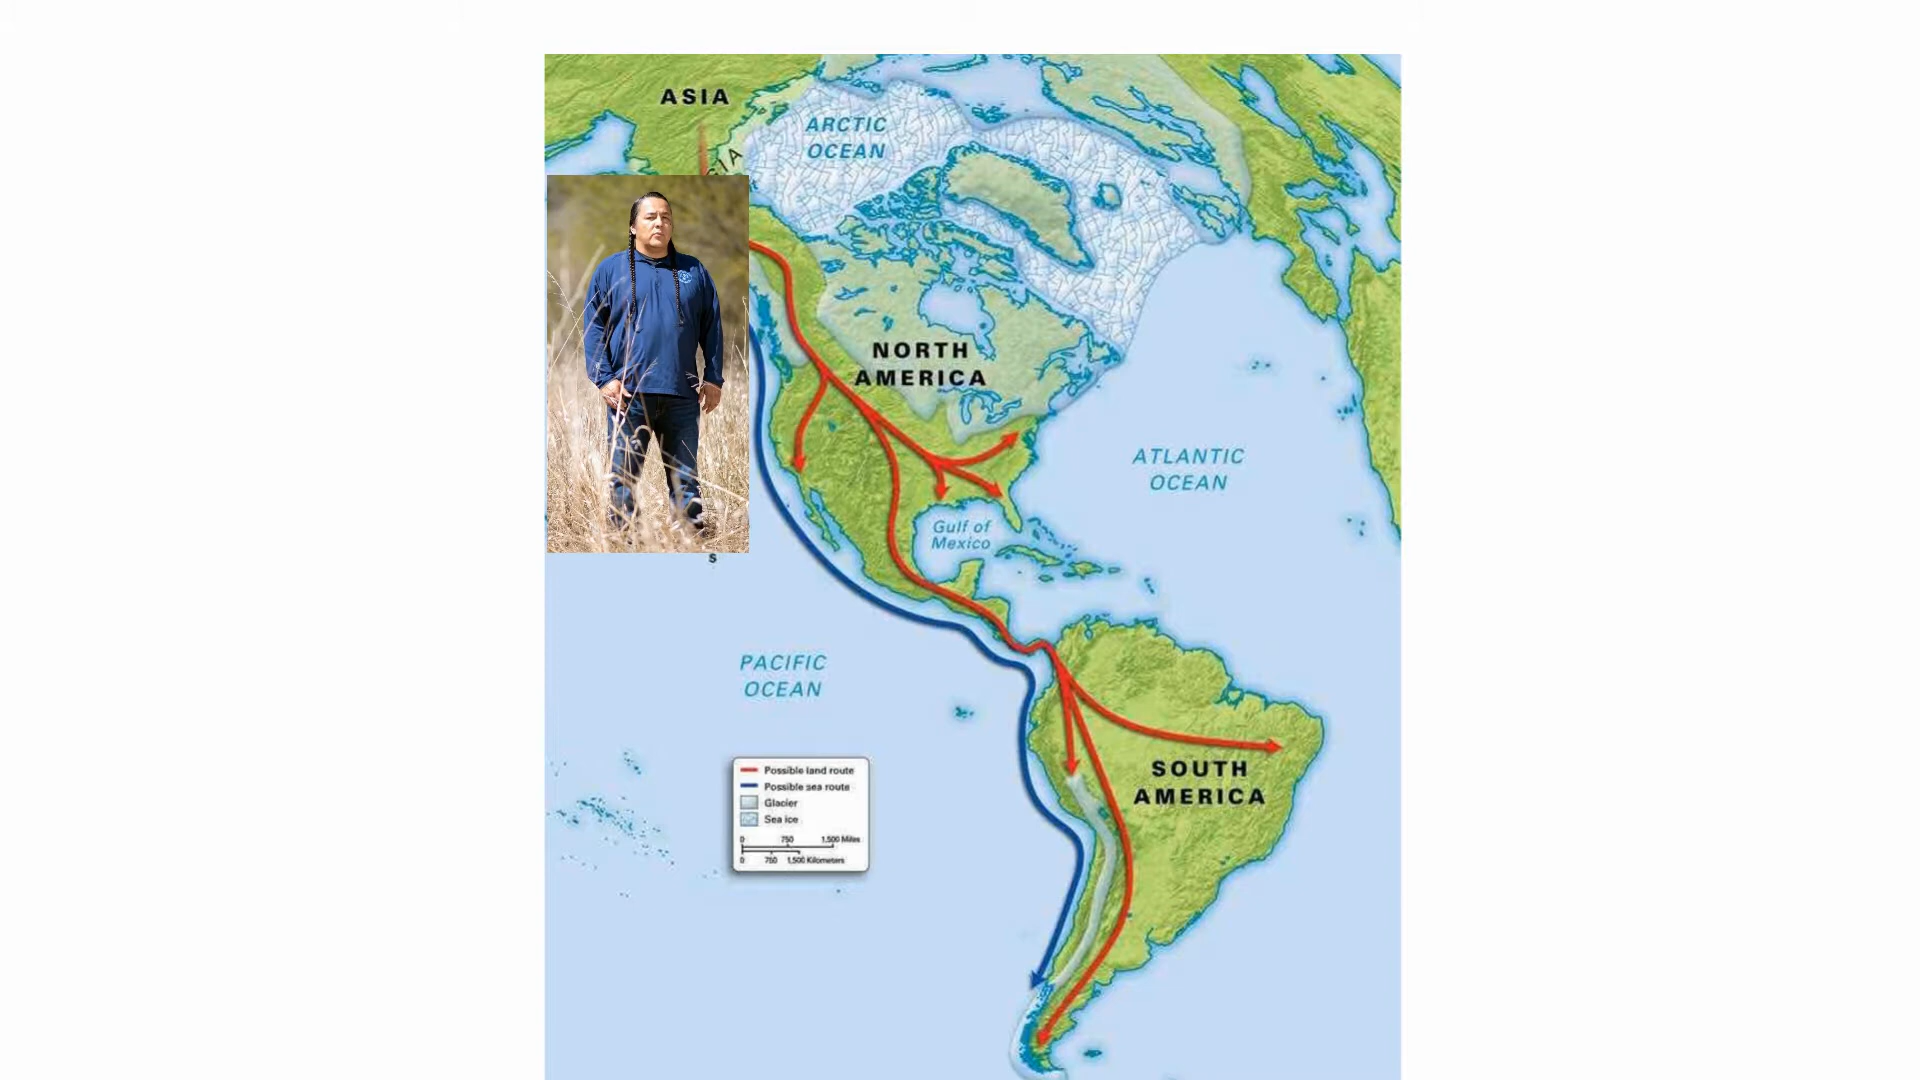 ASIA
ARCTIC
OCEAN
IA
NORTH
AMERICA
ATLANTIC
OCEAN
Gulf of
Mexico
s
PACIFIC
OCEAN
SOUTH
AMERICA
Possible land route
Possible sea route
Glacier
Sea ice
0 750 1,500 Miles
0 750 1,500 Kilometers